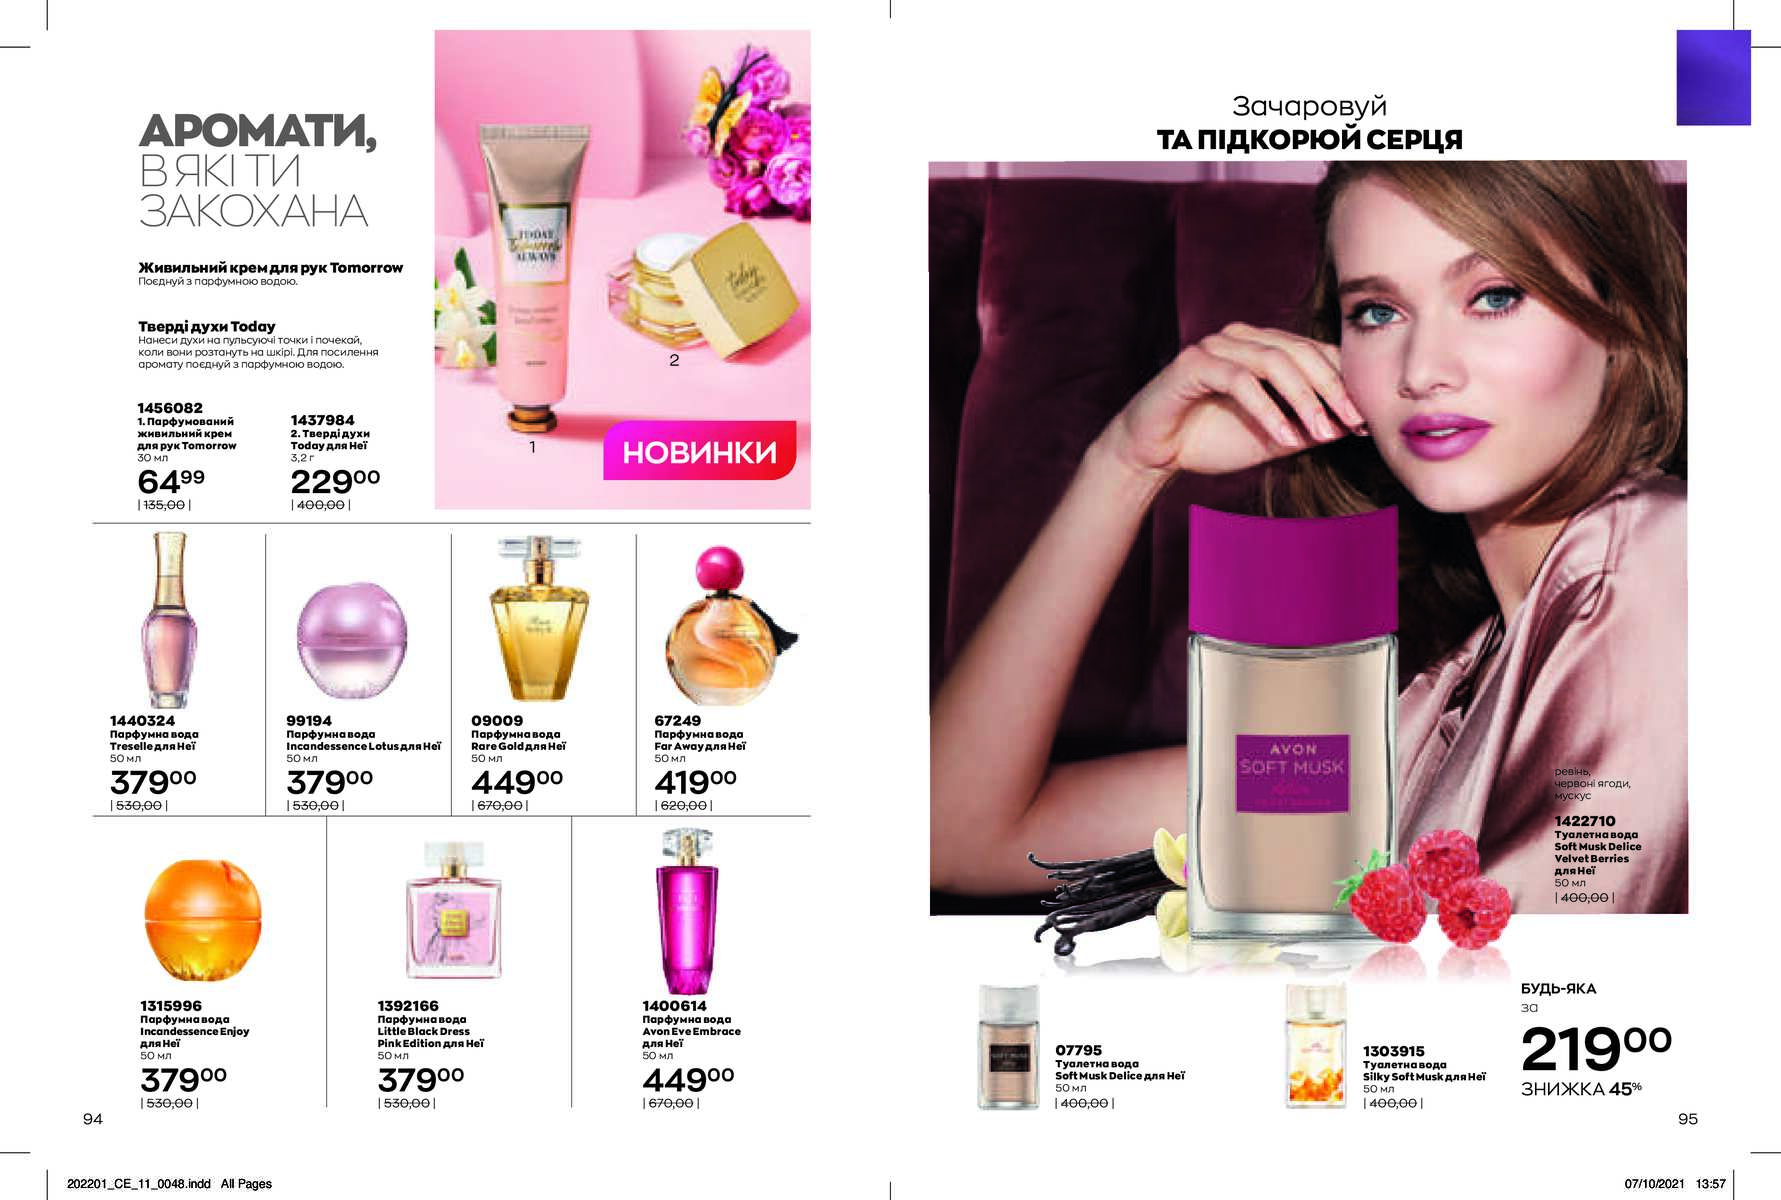 АРОМАТИ,
В ЯКІ ТИ
ЗАКОХАНА
Живильний крем для рук Tomorrow
Поєднуй з парфумною водою.
Тверді духи Today
Нанеси духи на пульсуючі точки і почекай,
коли вони розтануть на шкірі. Для посилення
аромату поєднуй з парфумною водою.
1456082
1. Парфумований
живильний крем
для рук Tomorrow
30 мл
64 99
| 135,00 |
1437984
2. Тверді духи
Today для Неї
3,2 г
229 00
| 400,00 |
TODAY
Tomorrow
ALWAYS
today
1
2
НОВИНКИ
1440324
Парфумна вода
Treselle для Неї
50 мл
379 00
| 530,00 |
99194
Парфумна вода
Incandessence Lotus для Неї
50 мл
379 00
| 530,00 |
09009
Парфумна вода
Rare Gold для Неї
50 мл
449 00
| 670,00 |
67249
Парфумна вода
Far Away для Неї
50 мл
419 00
| 620,00 |
1315996
Парфумна вода
Incandessence Enjoy
для Неї
50 мл
379 00
| 530,00 |
1392166
Парфумна вода
Little Black Dress
Pink Edition для Неї
50 мл
379 00
| 530,00 |
1400614
Парфумна вода
Avon Eve Embrace
для Неї
50 мл
449 00
| 670,00 |
94
Зачаровуй
ТА ПІДКОРЮЙ СЕРЦЯ
AVON
SOFT MUSK
ревінь,
червоні ягоди,
мускус
1422710
Туалетна вода
Soft Musk Delice
Velvet Berries
для Неї
50 мл
| 400,00 |
SOFT MUSK
07795
Туалетна вода
Soft Musk Delice для Неї
50 мл
| 400,00 |
1303915
Туалетна вода
Silky Soft Musk для Неї
50 мл
| 400,00 |
БУДЬ-ЯКА
за
219 00
ЗНИЖКА 45%
95
202201_CE_11_0048.indd   All Pages
07/10/2021   13:57